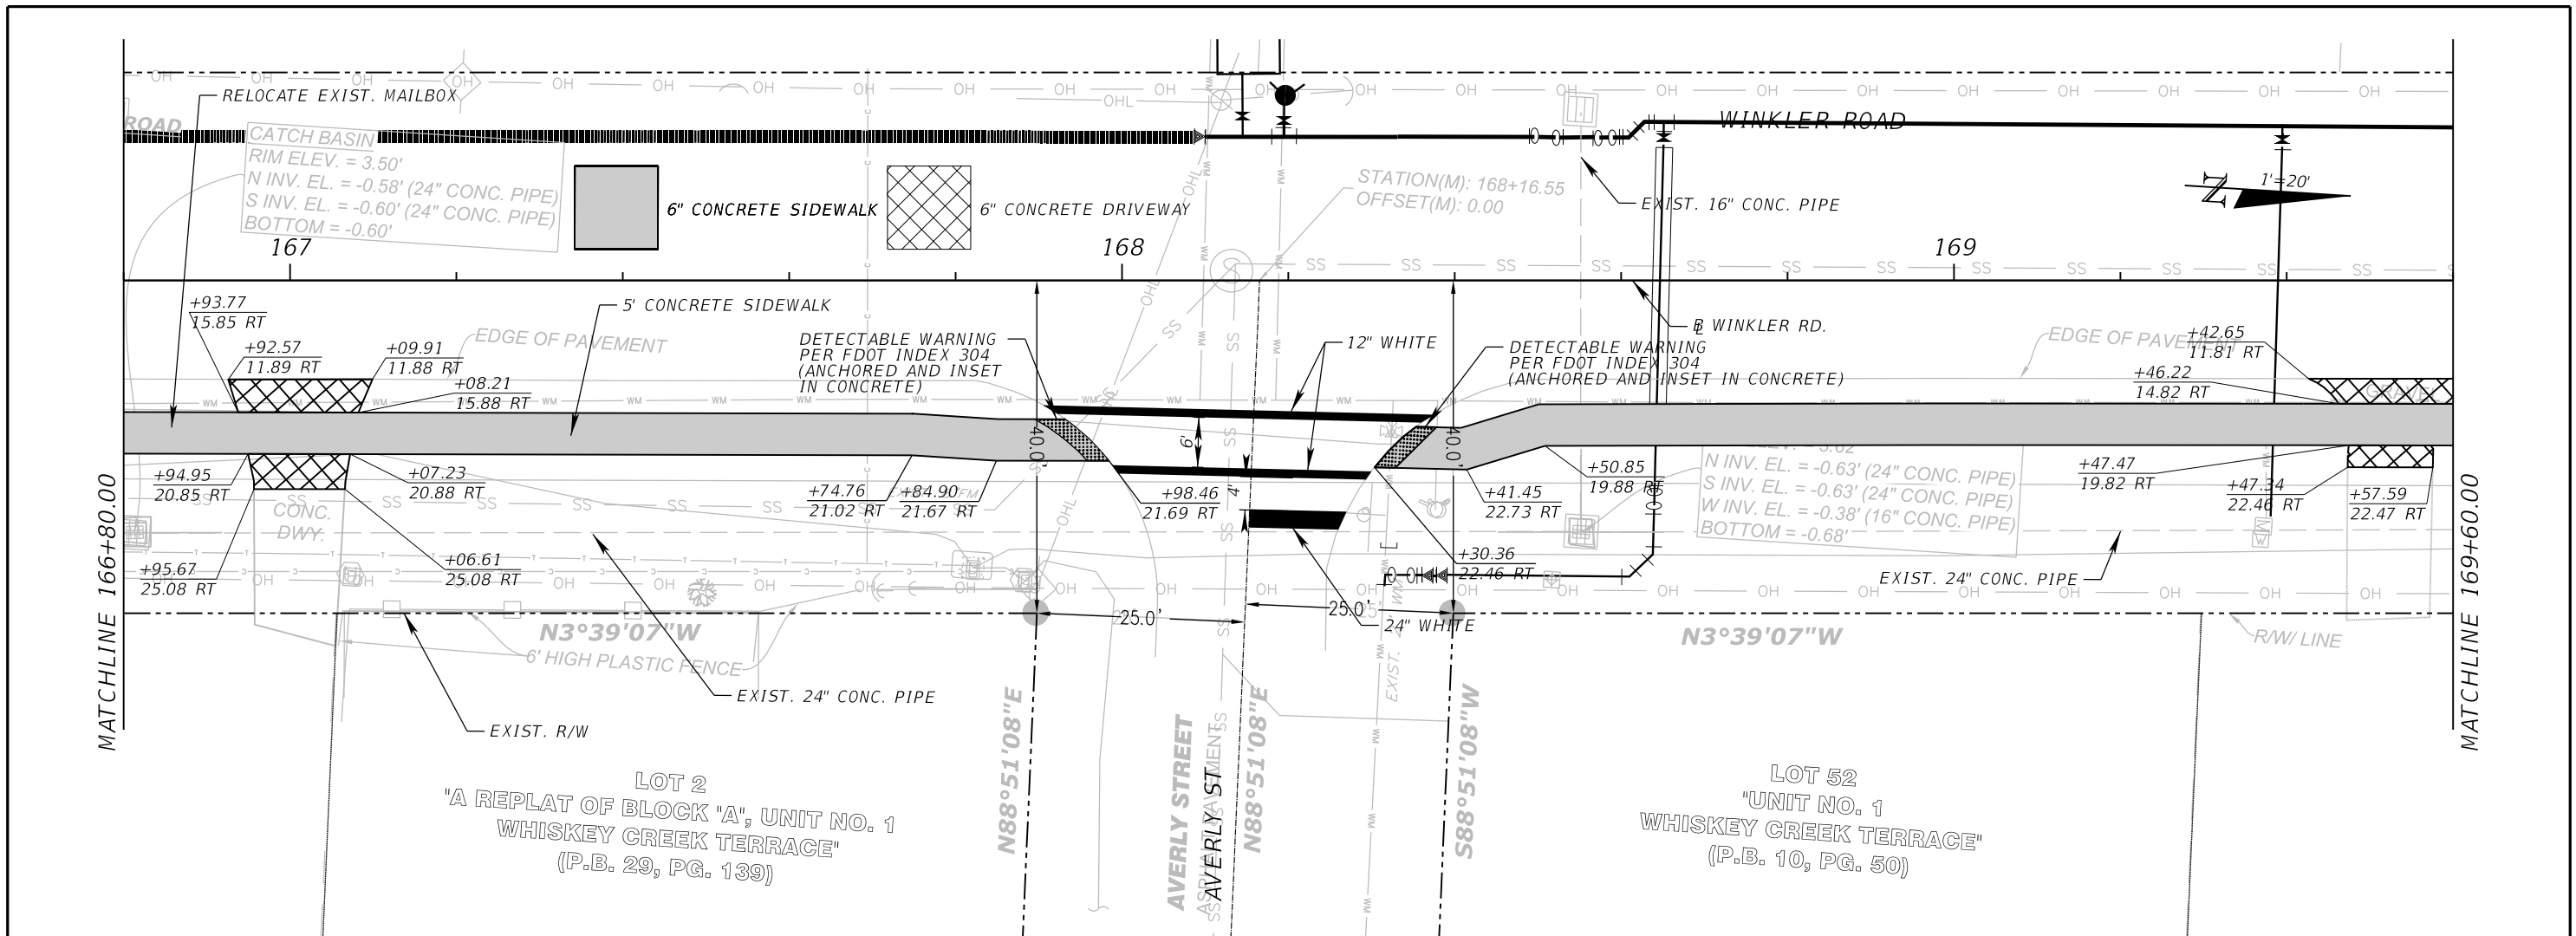 RELOCATE EXIST. MAILBOX
ROAD
CATCH BASIN
RIM ELEV. = 3.50'
N INV. EL. = -0.58' (24" CONC. PIPE)
S INV. EL. = -0.60' (24" CONC. PIPE)
BOTTOM = -0.60'
6" CONCRETE SIDEWALK
6" CONCRETE DRIVEWAY
STATION(M): 168+16.55
OFFSET(M): 0.00
WINKLER ROAD
EXIST. 16" CONC. PIPE
1'=20'
N
167
168
169
+93.77
15.85 RT
+92.57
11.89 RT
+09.91
11.88 RT
+08.21
15.88 RT
EDGE OF PAVEMENT
5' CONCRETE SIDEWALK
DETECTABLE WARNING
PER FDOT INDEX 304
(ANCHORED AND INSET
IN CONCRETE)
12" WHITE
DETECTABLE WARNING
PER FDOT INDEX 304
(ANCHORED AND INSET IN CONCRETE)
B WINKLER RD.
EDGE OF PAVEMENT
+42.65
11.81 RT
+46.22
14.82 RT
40.0'
6'
4'
40.0'
+94.95
20.85 RT
+07.23
20.88 RT
+95.67
25.08 RT
+06.61
25.08 RT
CONC.
DWY.
+74.76
21.02 RT
+84.90
21.67 RT
+98.46
21.69 RT
+41.45
22.73 RT
+30.36
22.46 RT
+50.85
19.88 RT
N INV. EL. = -0.63' (24" CONC. PIPE)
S INV. EL. = -0.63' (24" CONC. PIPE)
W INV. EL. = -0.38' (16" CONC. PIPE)
BOTTOM = -0.68'
+47.47
19.82 RT
+47.34
22.46 RT
+57.59
22.47 RT
EXIST. 24" CONC. PIPE
25.0'
25.0'
24" WHITE
N3°39'07"W
N3°39'07"W
R/W/ LINE
6' HIGH PLASTIC FENCE
EXIST. 24" CONC. PIPE
EXIST. R/W
MATCHLINE 166+80.00
MATCHLINE 169+60.00
N88°51'08"E
AVERLY STREET
ASPHALT PAVEMENT
AVERLY ST
N88°51'08"E
S88°51'08"W
LOT 2
"A REPLAT OF BLOCK "A", UNIT NO. 1
WHISKEY CREEK TERRACE"
(P.B. 29, PG. 139)
LOT 52
"UNIT NO. 1
WHISKEY CREEK TERRACE"
(P.B. 10, PG. 50)